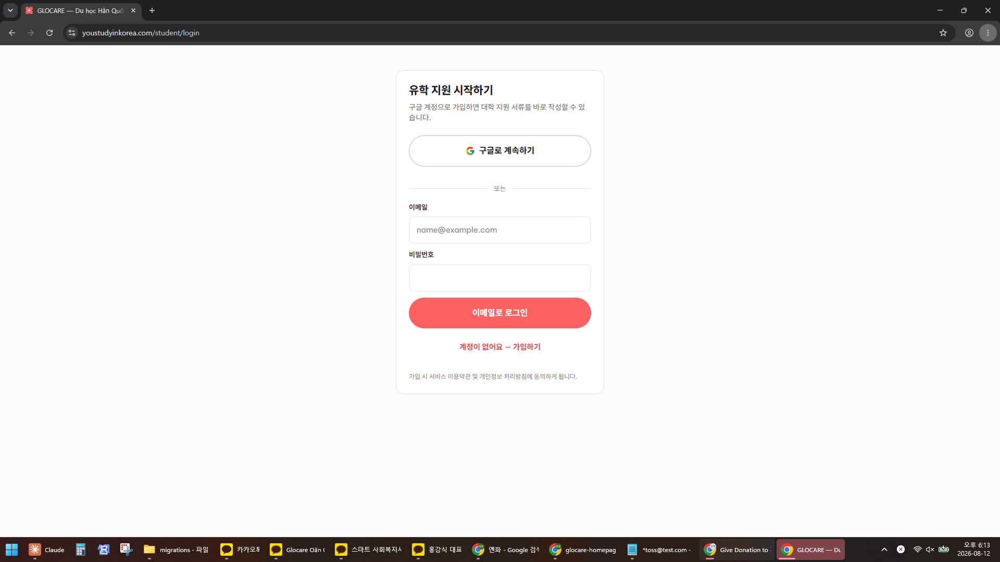 GLOCARE — Du học Hàn Quố
youstudyinkorea.com/student/login
유학 지원 시작하기
구글 계정으로 가입하면 대학 지원 서류를 바로 작성할 수 있
습니다.
구글로 계속하기
또는
이메일
name@example.com
비밀번호
이메일로 로그인
계정이 없어요 — 가입하기
가입 시 서비스 이용약관 및 개인정보 처리방침에 동의하게 됩니다.
Claude
migrations - 파일
카카오톡
Glocare Oăn
스마트 사회복지시
홍강식 대표
엔화 - Google 검색
glocare-homepag
*toss@test.com -
Give Donation to
GLOCARE — Du
오후 6:13
2026-08-12